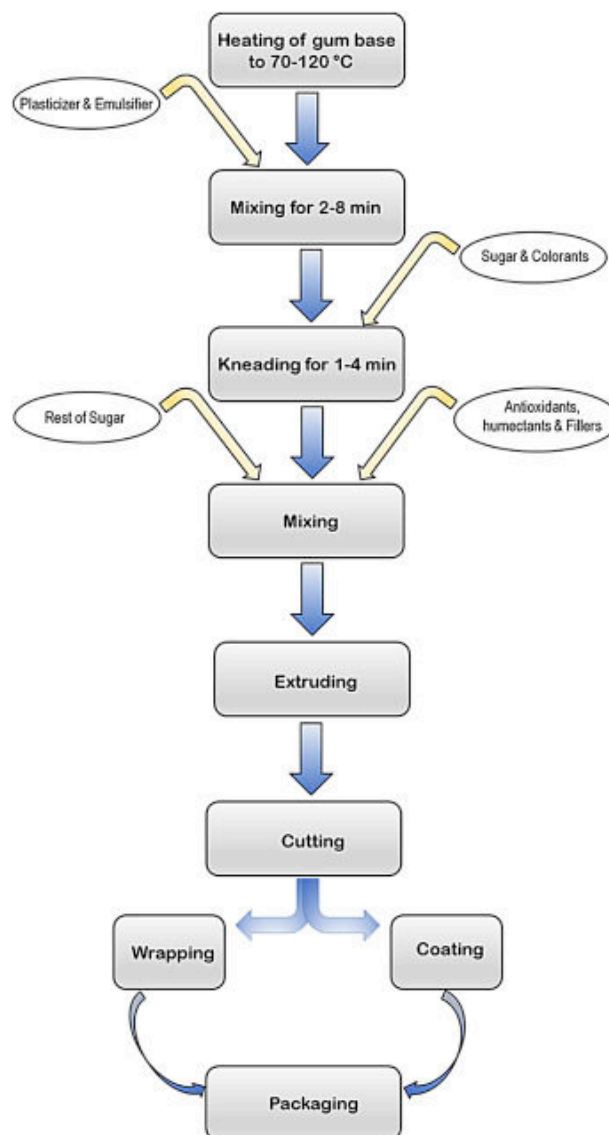 Heating of gum base
to 70-120 °C
Plasticizer & Emulsifier
Mixing for 2-8 min
Sugar & Colorants
Kneading for 1-4 min
Rest of Sugar
Antioxidants,
humectants & Fillers
Mixing
Extruding
Cutting
Wrapping
Coating
Packaging